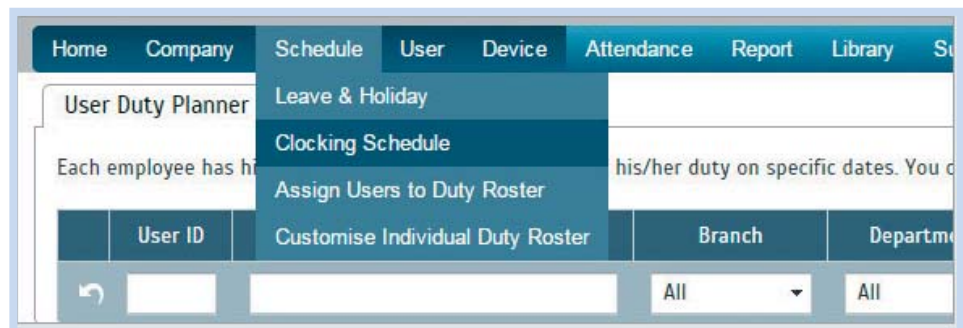 Home Company Schedule User Device Attendance Report Library
User Duty Planner
Leave & Holiday
Clocking Schedule
Each employee has his/her duty on specific dates. You
Assign Users to Duty Roster
User ID Customise Individual Duty Roster Branch
All All